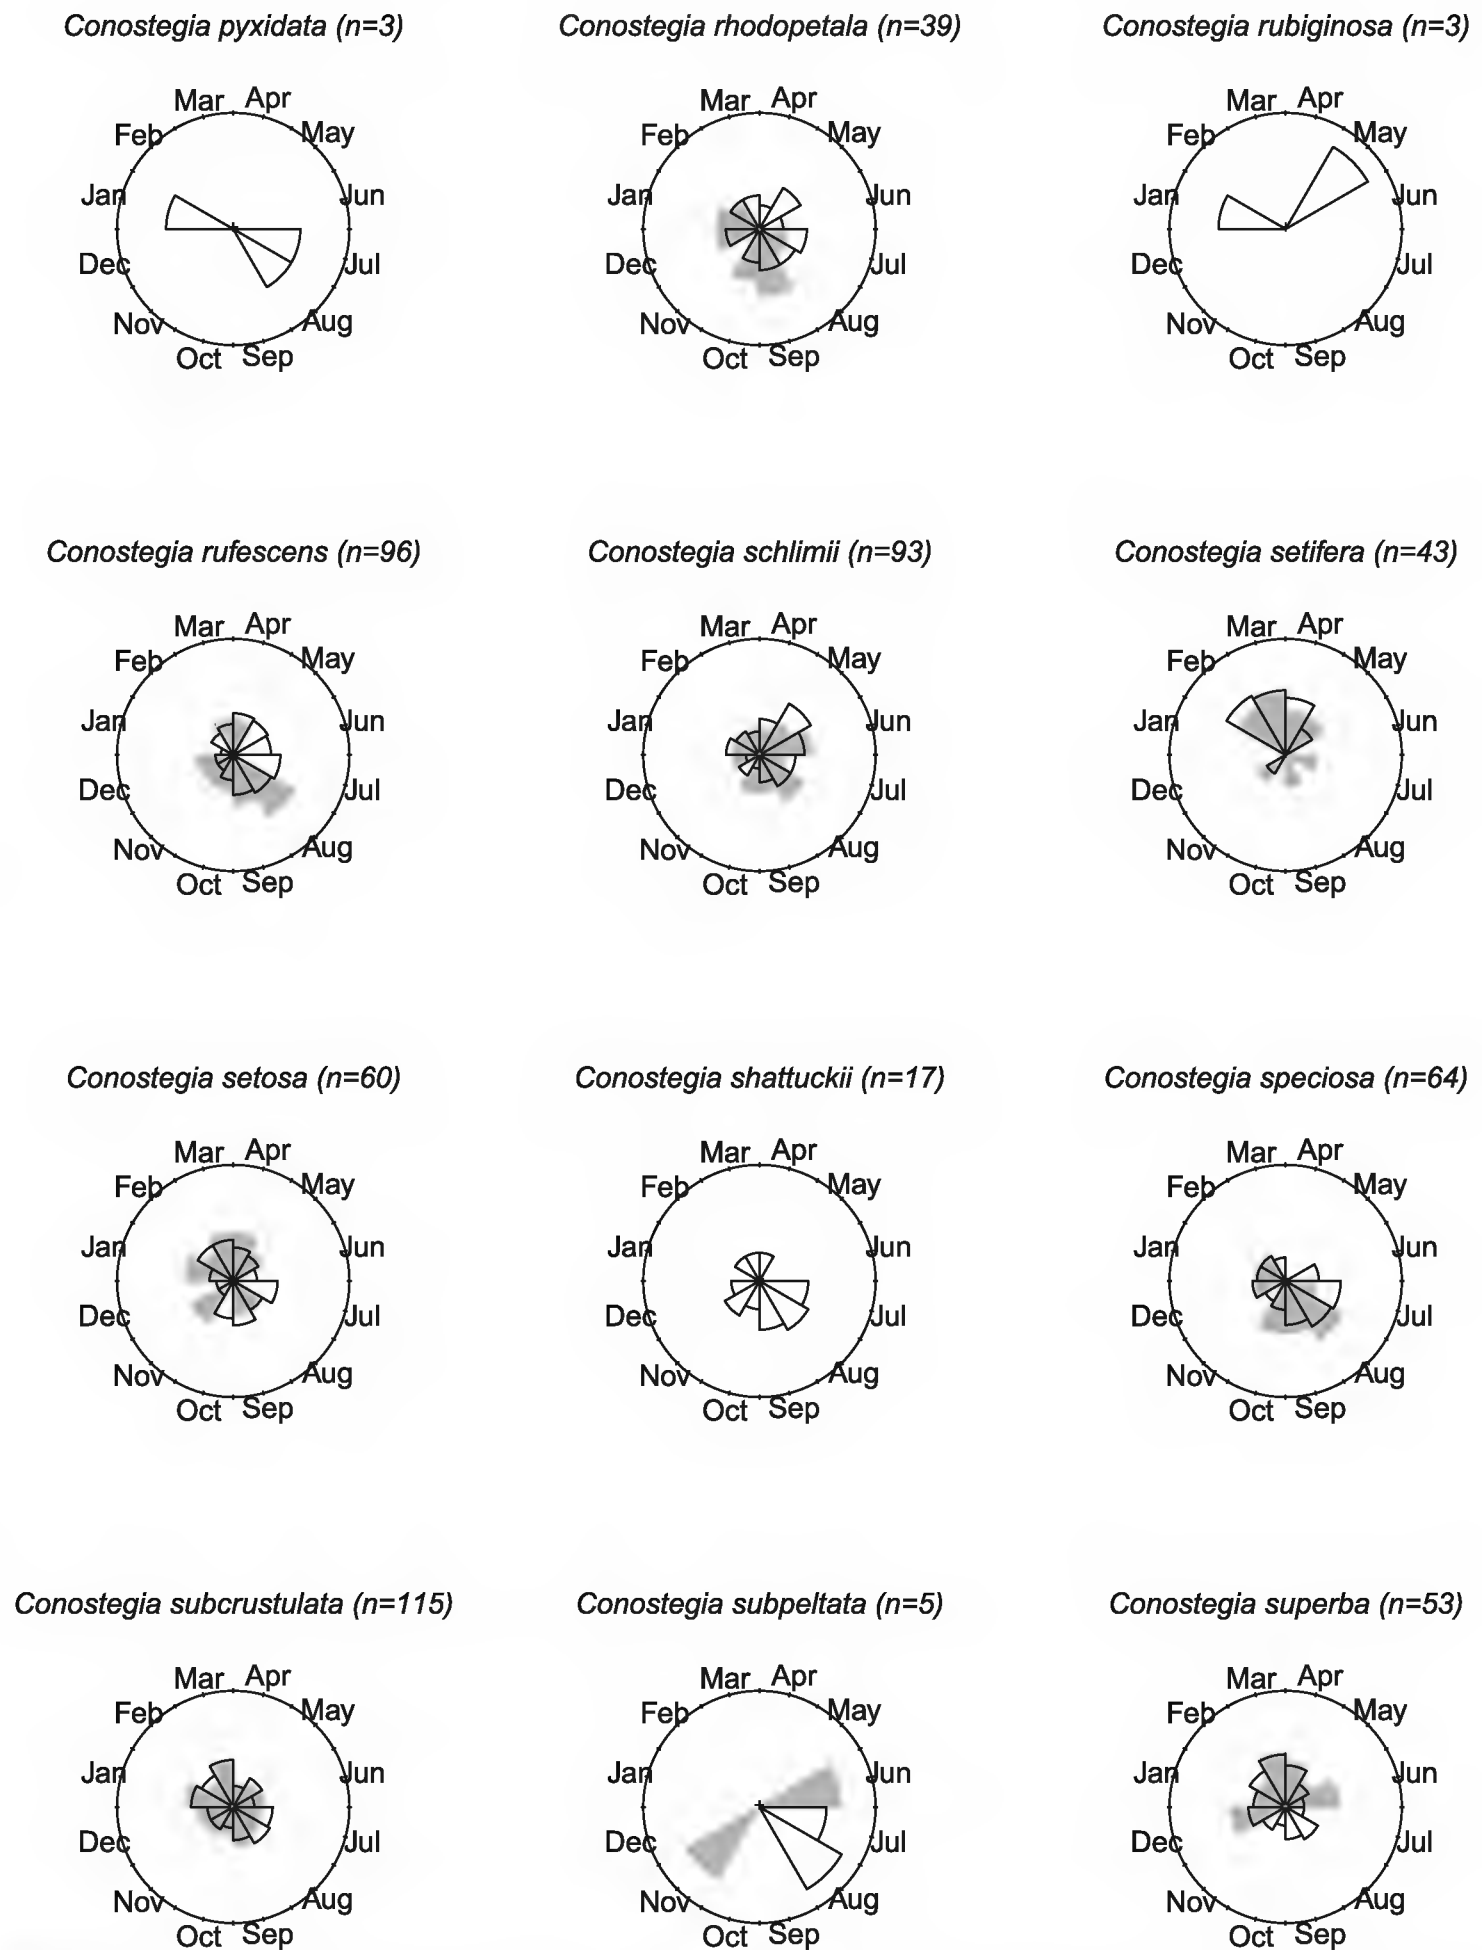 Conostegia pyxidata (n=3)
Conostegia rhodopetala (n=39)
Conostegia rubiginosa (n=3)
Mar Apr
Feb May
Jan Jun
Dec Jul
Nov Aug
Oct Sep
Mar Apr
Feb May
Jan Jun
Dec Jul
Nov Aug
Oct Sep
Mar Apr
Feb May
Jan Jun
Dec Jul
Nov Aug
Oct Sep
Conostegia rufescens (n=96)
Conostegia schlimii (n=93)
Conostegia setifera (n=43)
Mar Apr
Feb May
Jan Jun
Dec Jul
Nov Aug
Oct Sep
Mar Apr
Feb May
Jan Jun
Dec Jul
Nov Aug
Oct Sep
Mar Apr
Feb May
Jan Jun
Dec Jul
Nov Aug
Oct Sep
Conostegia setosa (n=60)
Conostegia shattuckii (n=17)
Conostegia speciosa (n=64)
Mar Apr
Feb May
Jan Jun
Dec Jul
Nov Aug
Oct Sep
Mar Apr
Feb May
Jan Jun
Dec Jul
Nov Aug
Oct Sep
Mar Apr
Feb May
Jan Jun
Dec Jul
Nov Aug
Oct Sep
Conostegia subcrustulata (n=115)
Conostegia subpeltata (n=5)
Conostegia superba (n=53)
Mar Apr
Feb May
Jan Jun
Dec Jul
Nov Aug
Oct Sep
Mar Apr
Feb May
Jan Jun
Dec Jul
Nov Aug
Oct Sep
Mar Apr
Feb May
Jan Jun
Dec Jul
Nov Aug
Oct Sep